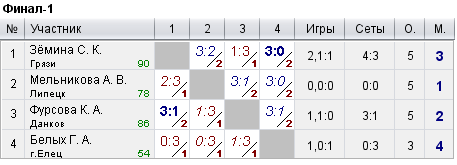 Финал-1
№ Участник 1 2 3 4 Игры Сеты О. М.
1 Зёмина С. К. Грязи 90 3:2/2 1:3/1 3:0/2 2,1:1 4:3 5 3
2 Мельникова А. В. Липецк 78 2:3/1 3:1/2 3:0/2 0,0:0 0:0 5 1
3 Фурсова К. А. Данков 86 3:1/2 1:3/1 3:1/2 1,1:0 3:1 5 2
4 Белых Г. А. г.Елец 54 0:3/1 0:3/1 1:3/1 1,0:1 0:3 3 4